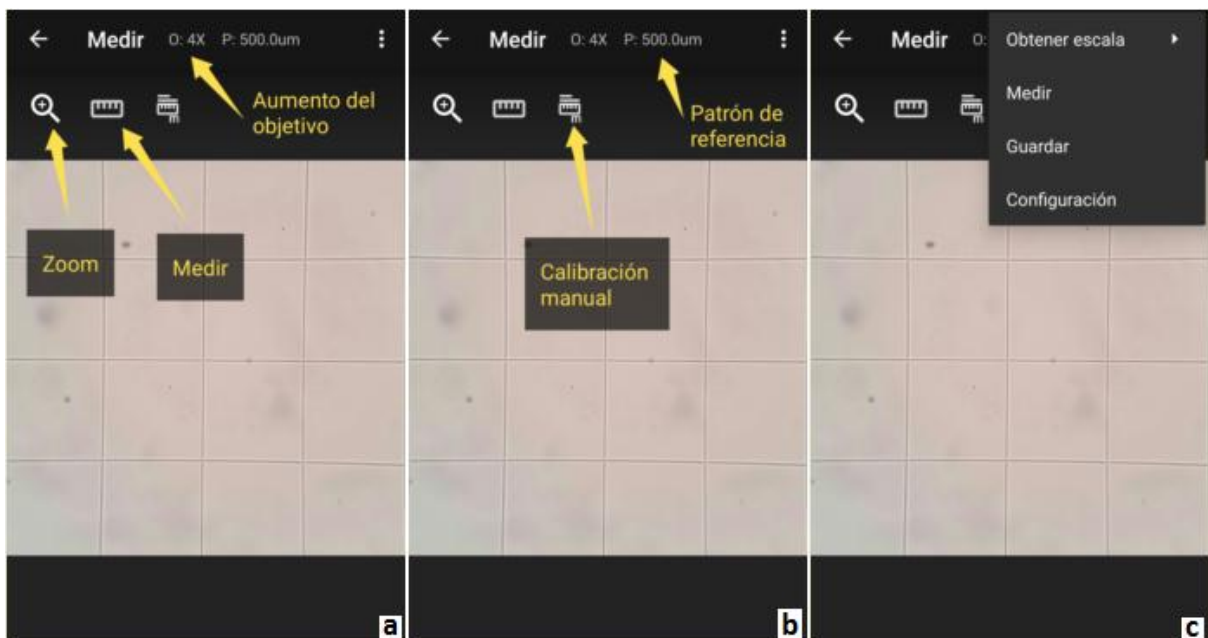 Medir O: 4X P: 500.0um
Aumento del
objetivo
Zoom
Medir
a
Medir O: 4X P: 500.0um
Patrón de
referencia
Calibración
manual
b
Medir O:
Obtener escala
Medir
Guardar
Configuración
c